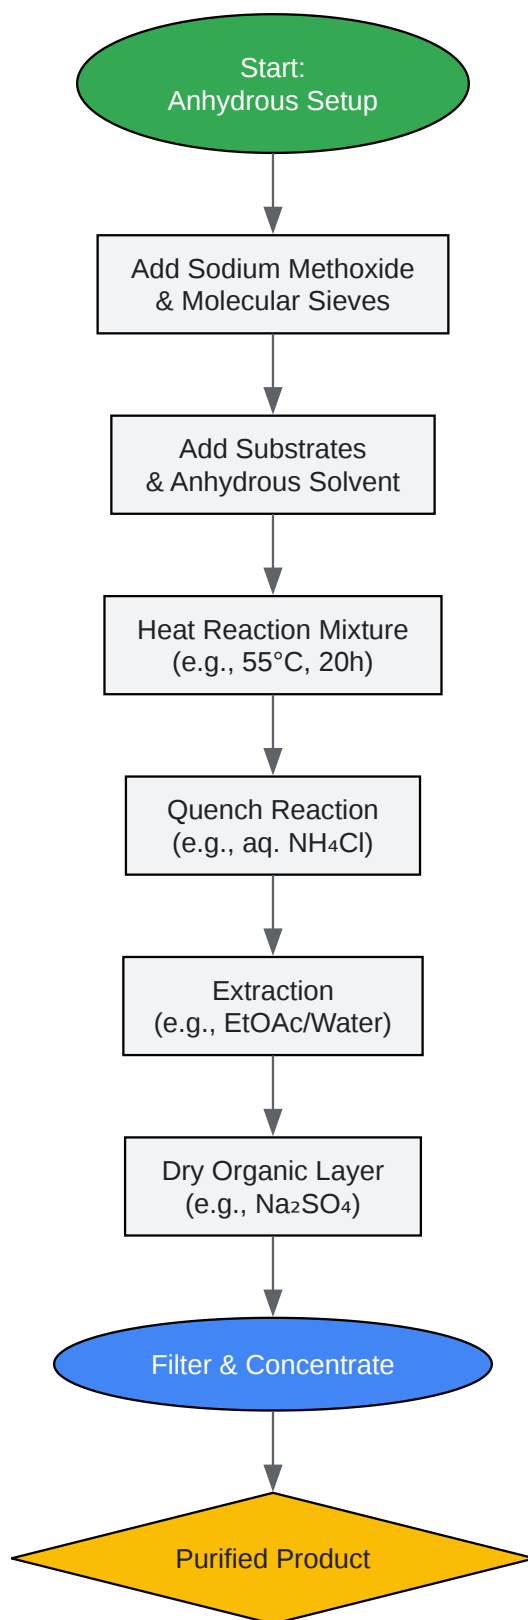 Start:
Anhydrous Setup
Add Sodium Methoxide
& Molecular Sieves
Add Substrates
& Anhydrous Solvent
Heat Reaction Mixture
(e.g., 55°C, 20h)
Quench Reaction
(e.g., aq. NH₄Cl)
Extraction
(e.g., EtOAc/Water)
Dry Organic Layer
(e.g., Na₂SO₄)
Filter & Concentrate
Purified Product